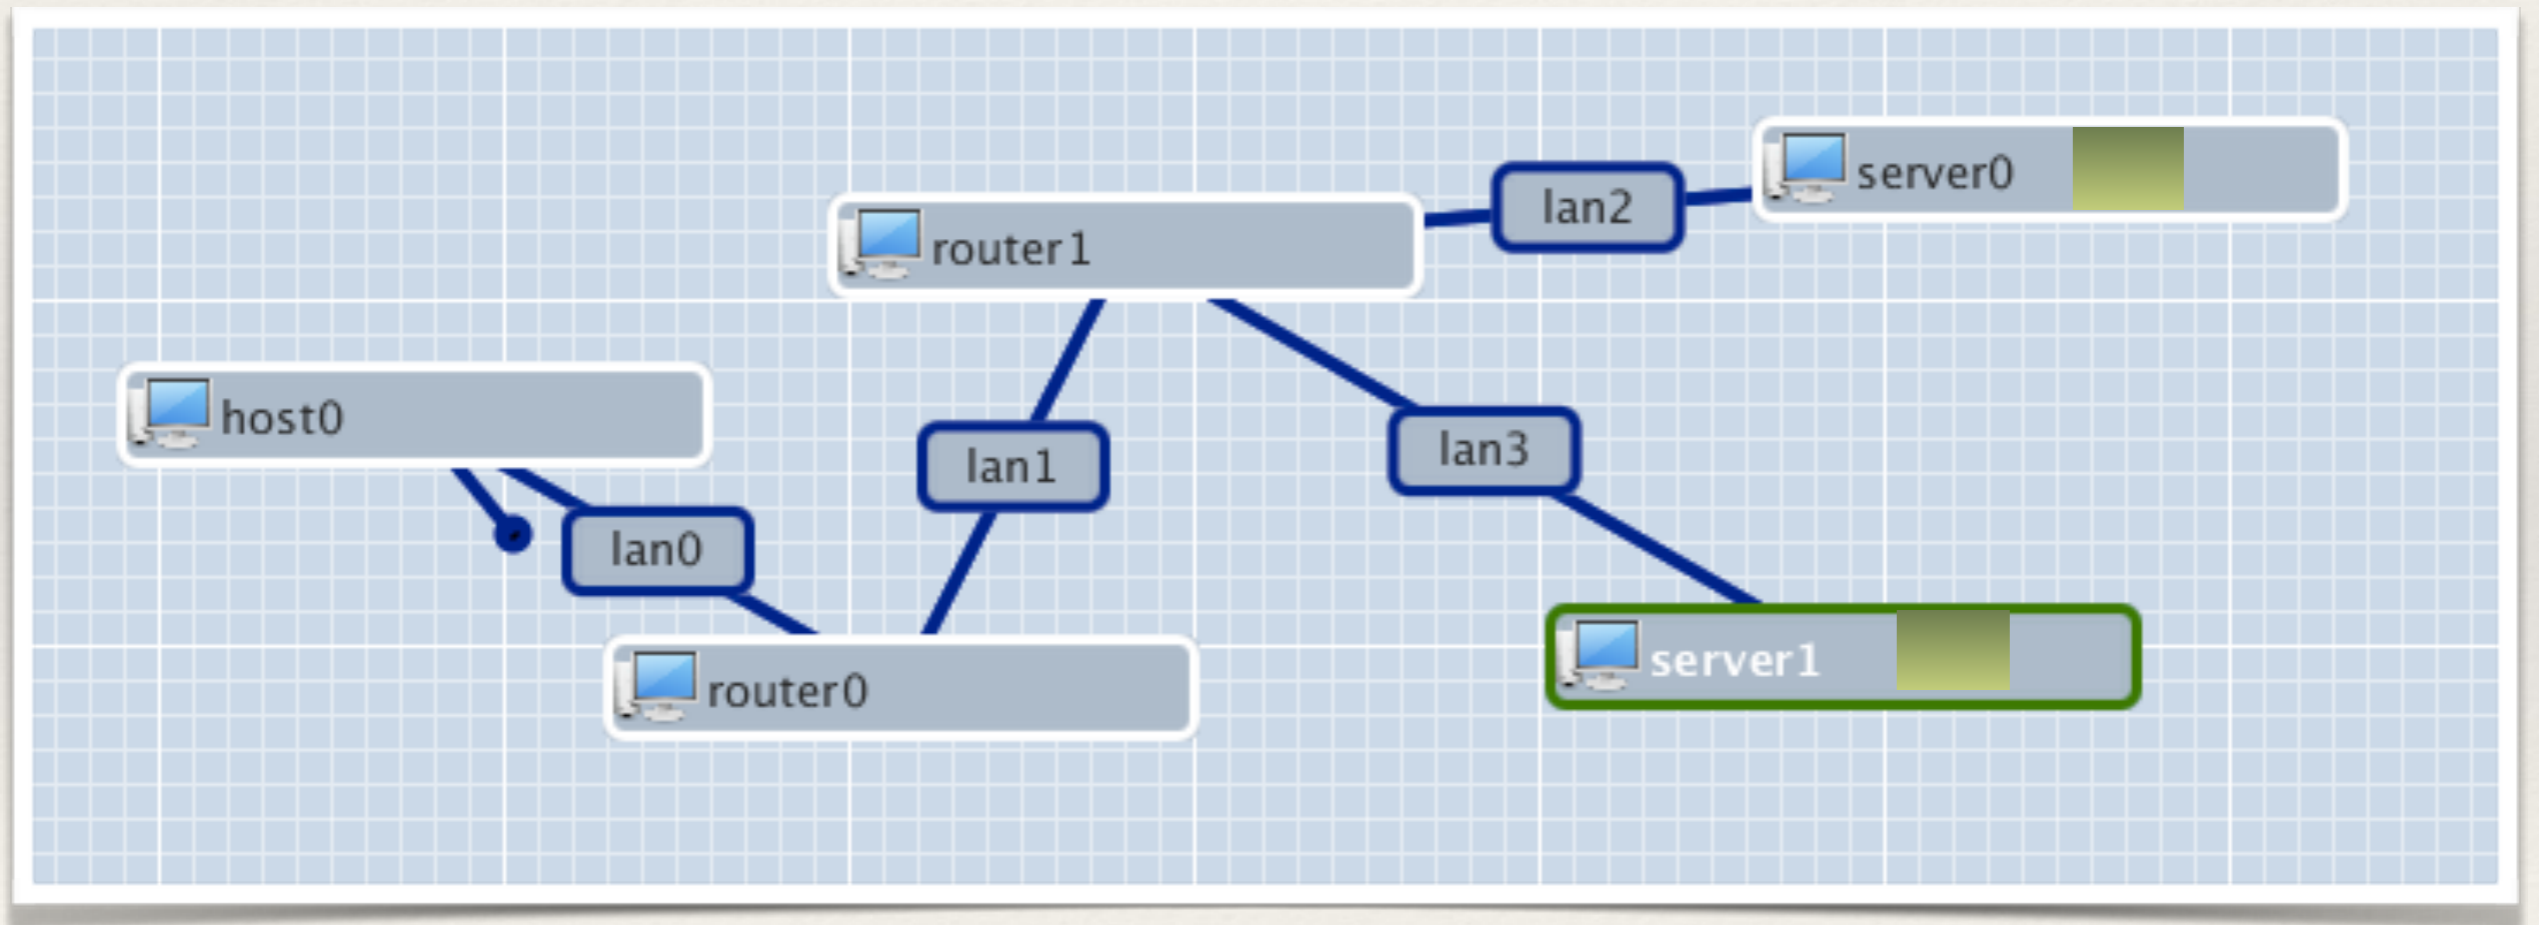 server0
lan2
router1
host0
lan3
lan1
lan0
server1
router0